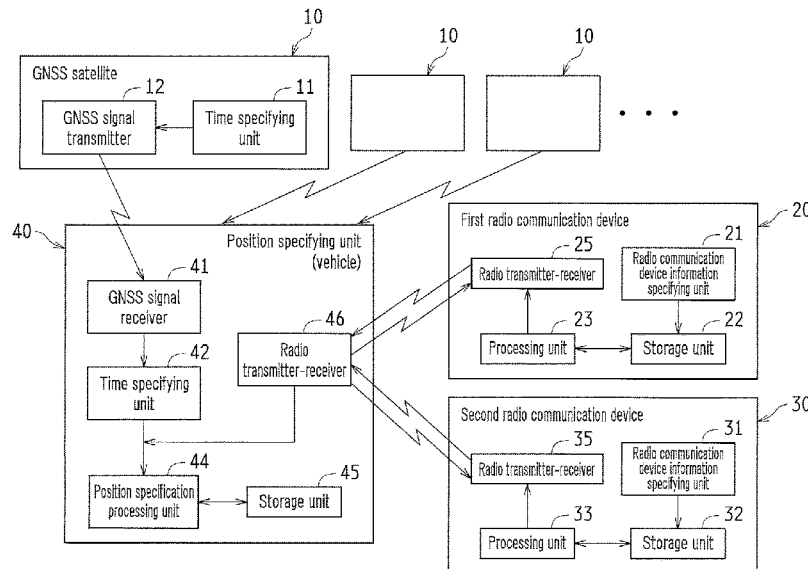 10
GNSS satellite
12
11
GNSS signal
transmitter
Time specifying
unit
10
10
• • •
40
Position specifying unit
(vehicle)
41
GNSS signal
receiver
42
Time specifying
unit
46
Radio
transmitter-receiver
44
Position specification
processing unit
45
Storage unit
First radio communication device
20
25
Radio transmitter-receiver
21
Radio communication
device information
specifying unit
23
Processing unit
22
Storage unit
Second radio communication device
30
35
Radio transmitter-receiver
31
Radio communication
device information
specifying unit
33
Processing unit
32
Storage unit